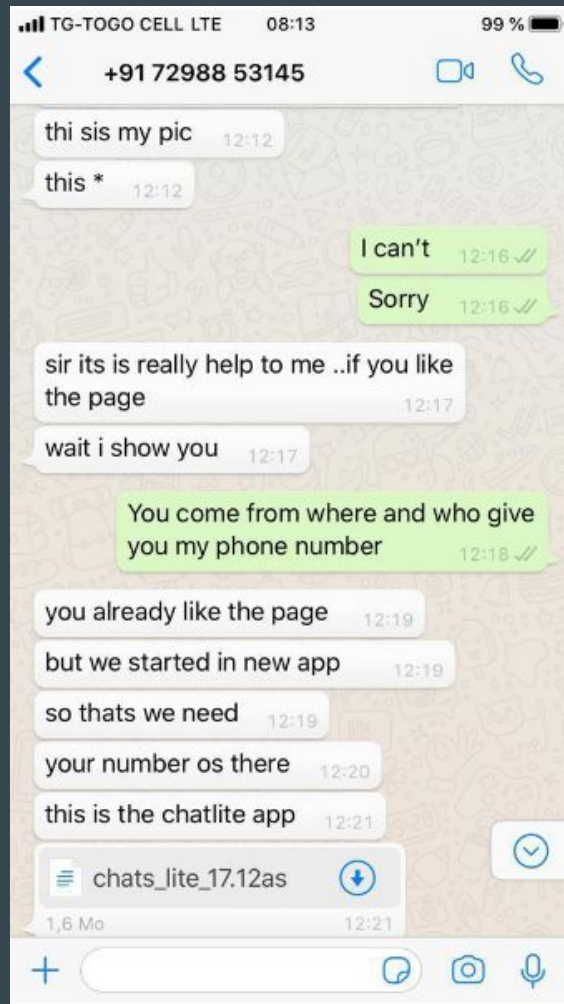 TG-TOGO CELL LTE 08:13 99 %
+91 72988 53145
thi sis my pic 12:12
this * 12:12
I can't 12:16
Sorry 12:16
sir its is really help to me ..if you like
the page 12:17
wait i show you 12:17
You come from where and who give
you my phone number 12:18
you already like the page 12:19
but we started in new app 12:19
so thats we need 12:19
your number os there 12:20
this is the chatlite app 12:21
chats_lite_17.12as
1,6 Mo 12:21